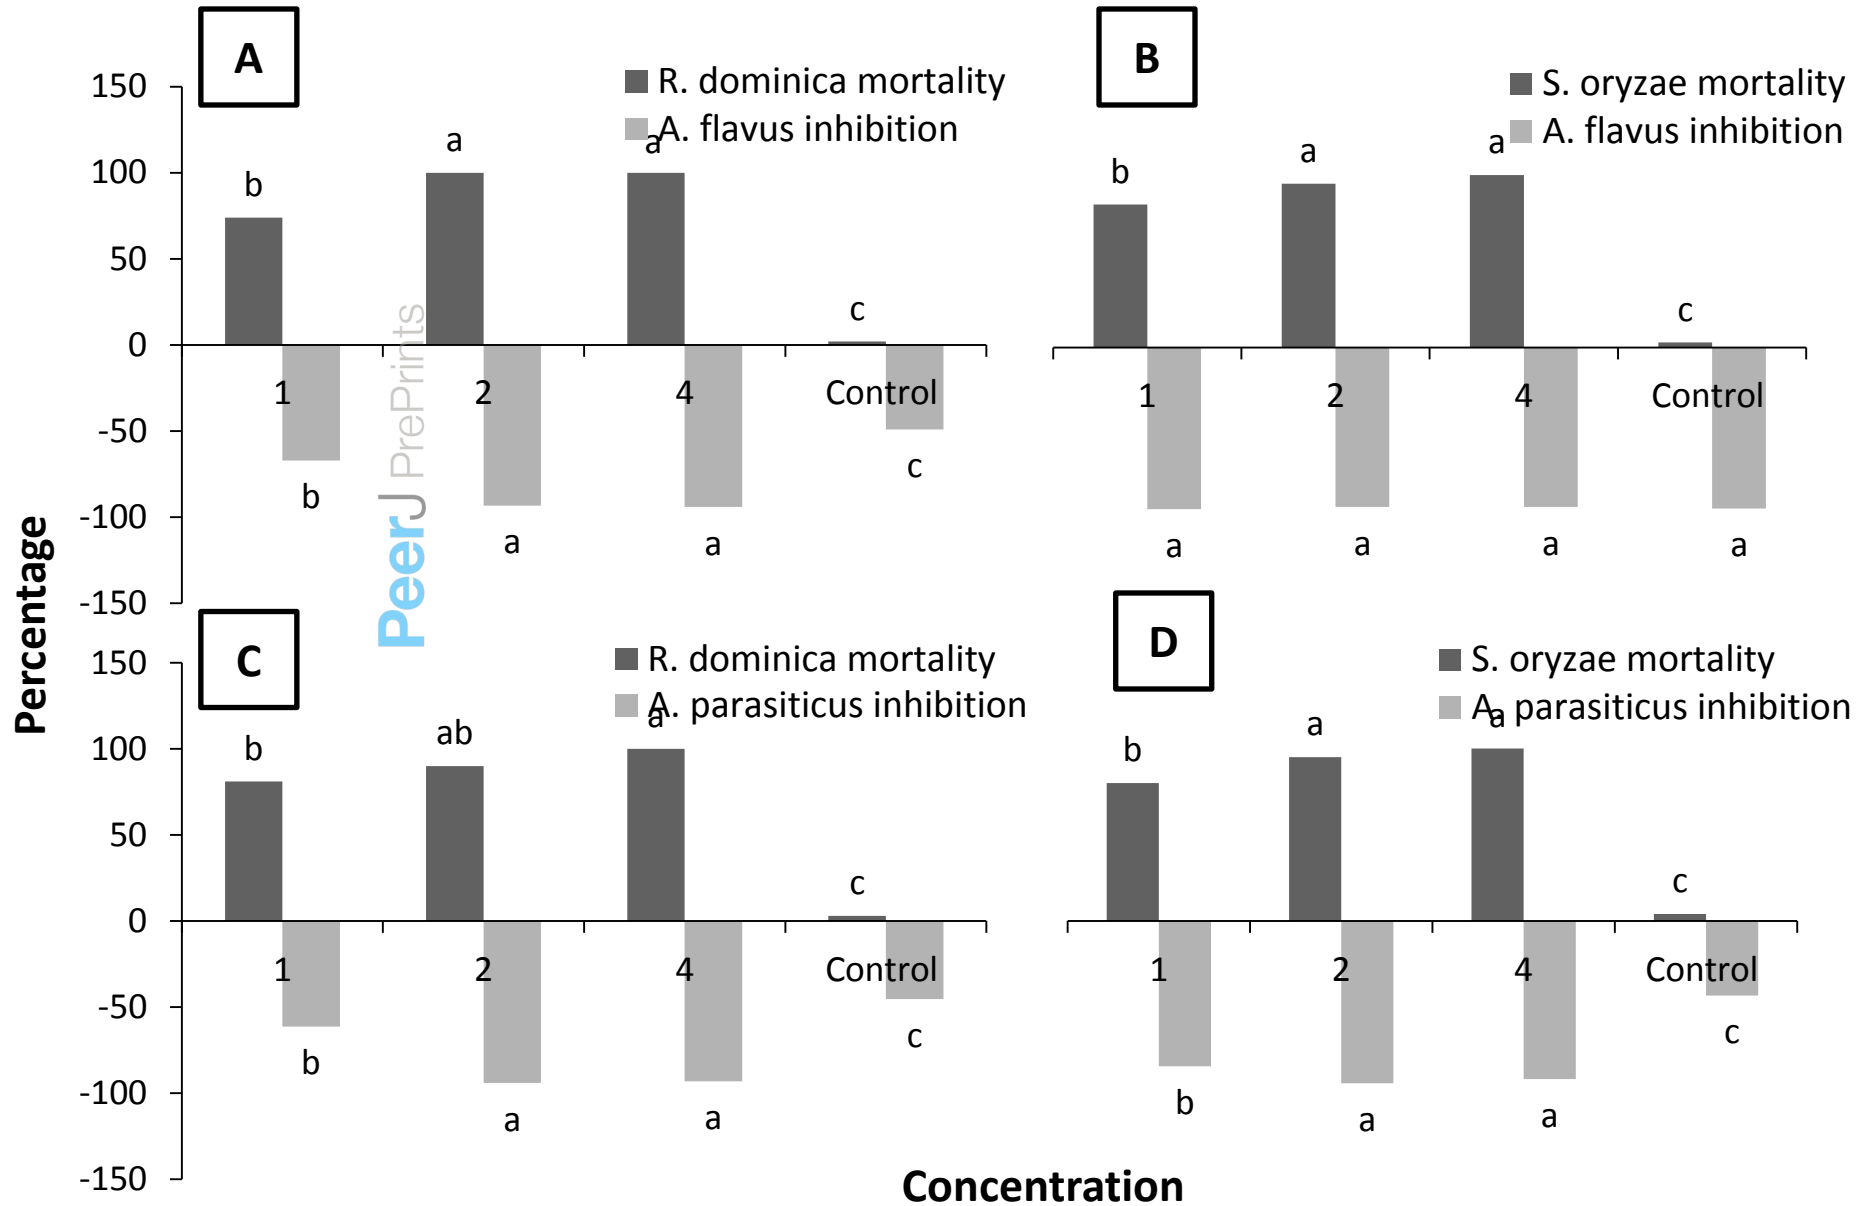 A
R. dominica mortality
A. flavus inhibition
150
100
50
0
-50
-100
-150
b
a
a
c
1
2
4
Control
b
a
a
c
B
S. oryzae mortality
A. flavus inhibition
b
a
a
c
1
2
4
Control
a
a
a
a
PeerJ PrePrints
Percentage
C
R. dominica mortality
A. parasiticus inhibition
150
100
50
0
-50
-100
-150
b
ab
a
c
1
2
4
Control
b
a
a
c
D
S. oryzae mortality
A. parasiticus inhibition
b
a
a
c
1
2
4
Control
b
a
a
c
Concentration